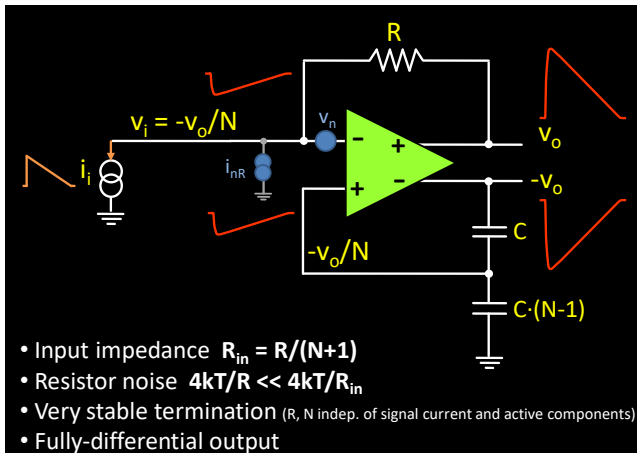 R
vᵢ = -vₒ/N
vₙ
- +
vₒ
iᵢ
iₙR
+ -
-vₒ
-vₒ/N
C
C·(N-1)
• Input impedance Rᵢₙ = R/(N+1)
• Resistor noise 4kT/R << 4kT/Rᵢₙ
• Very stable termination (R, N indep. of signal current and active components)
• Fully-differential output